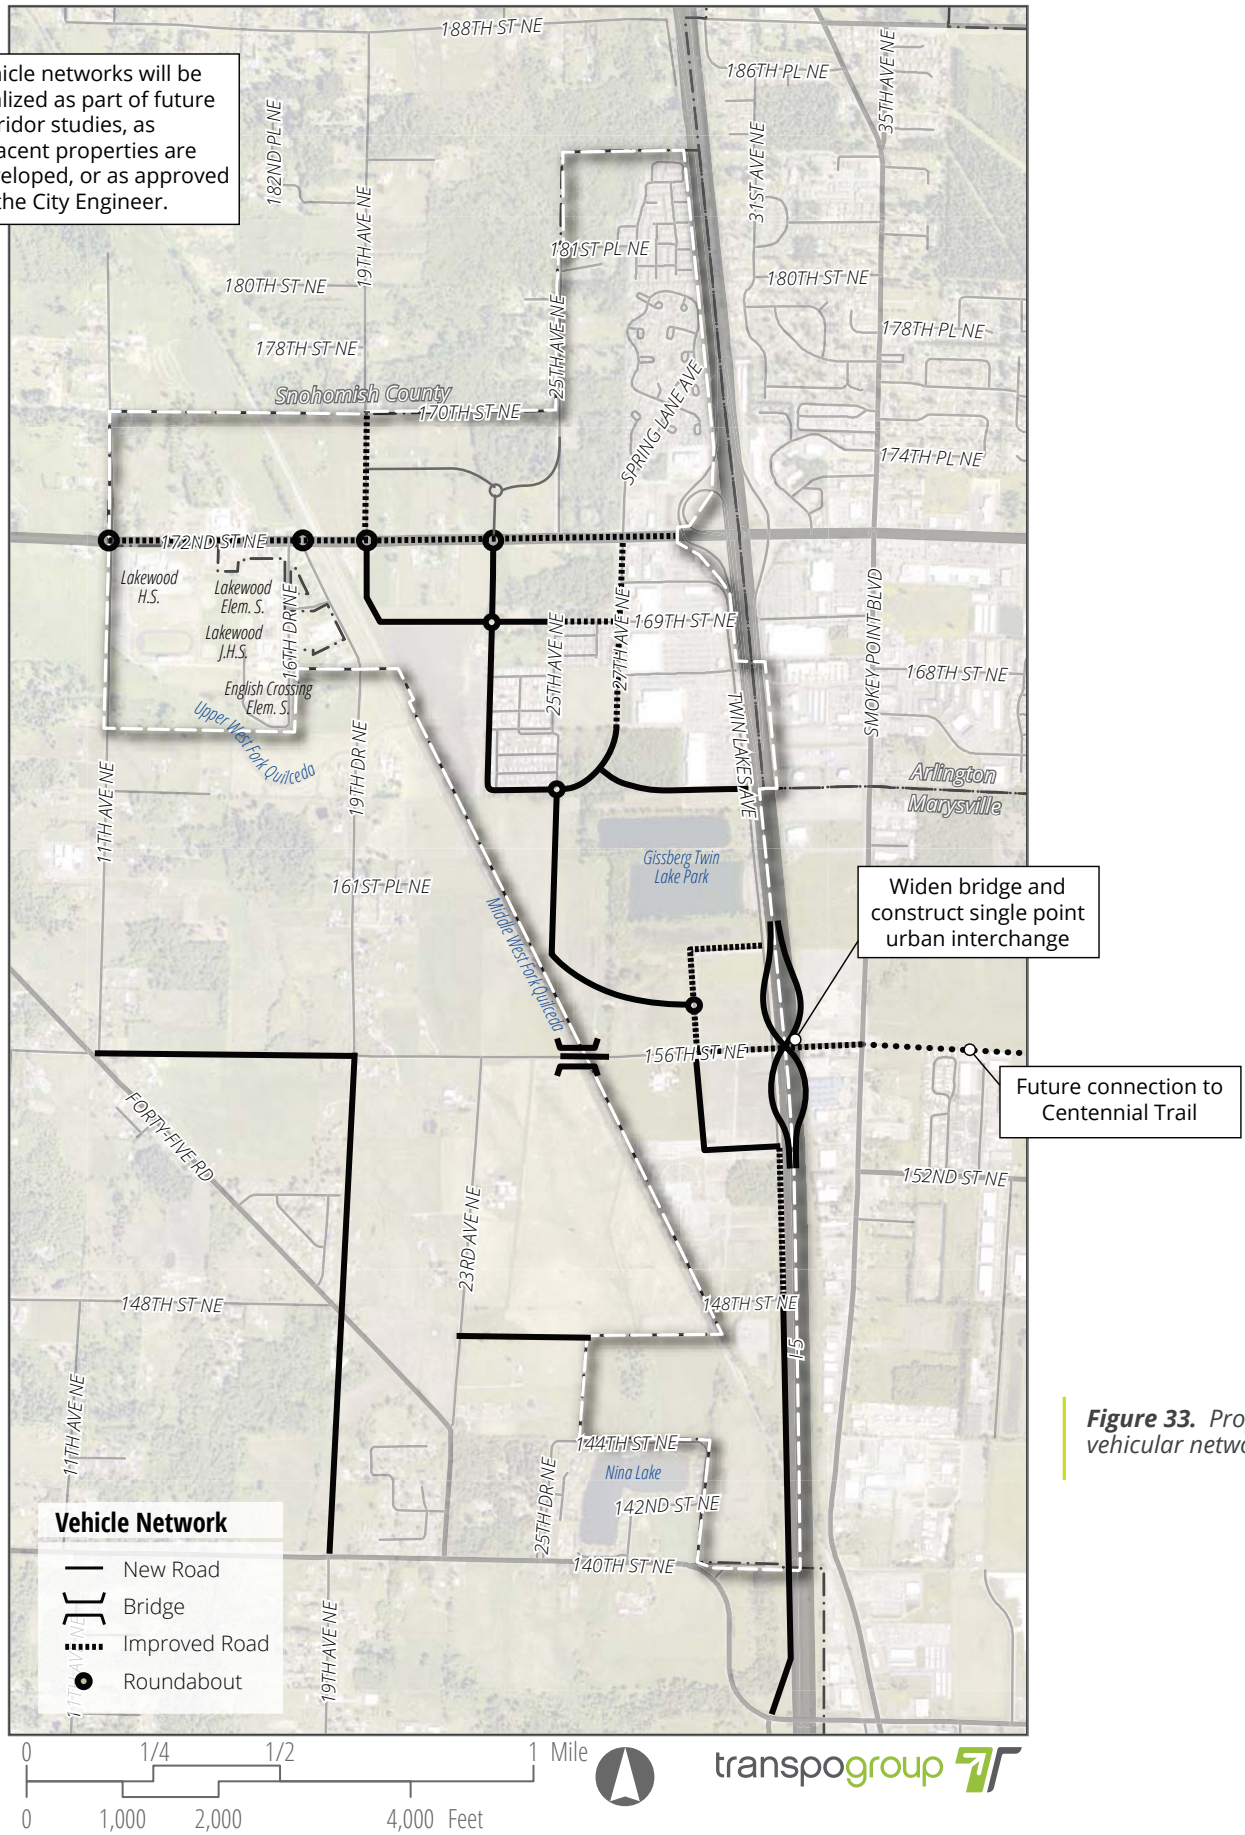 188TH ST NE
186TH PL NE
35TH AVE NE
icle networks will be
lized as part of future
ridor studies, as
acent properties are
eloped, or as approved
the City Engineer.
182ND PL NE
19TH AVE NE
31ST AVE NE
181ST PL NE
180TH ST NE
180TH ST NE
25TH AVE NE
178TH PL NE
178TH ST NE
Snohomish County
170TH ST NE
SPRING LANE AVE
174TH PL NE
172ND ST NE
Lakewood
H.S.
Lakewood
Elem. S.
Lakewood
J.H.S.
16TH DR NE
English Crossing
Elem. S.
Upper West Fork Quilceda
25TH AVE NE
27TH AVE NE
169TH ST NE
SMOKEY POINT BLVD
168TH ST NE
TWIN LAKES AVE
Arlington
Marysville
11TH AVE NE
19TH DR NE
161ST PL NE
Gissberg Twin
Lake Park
Middle West Fork Quilceda
Widen bridge and
construct single point
urban interchange
156TH ST NE
Future connection to
Centennial Trail
FORTY-FIVE RD
152ND ST NE
23RD AVE NE
148TH ST NE
148TH ST NE
I-5
11TH AVE NE
144TH ST NE
Nina Lake
25TH DR NE
142ND ST NE
140TH ST NE
Figure 33. Pro
vehicular netwo
Vehicle Network
New Road
Bridge
Improved Road
Roundabout
11TH AVE NE
19TH AVE NE
0 1/4 1/2 1 Mile
0 1,000 2,000 4,000 Feet
transpogroup